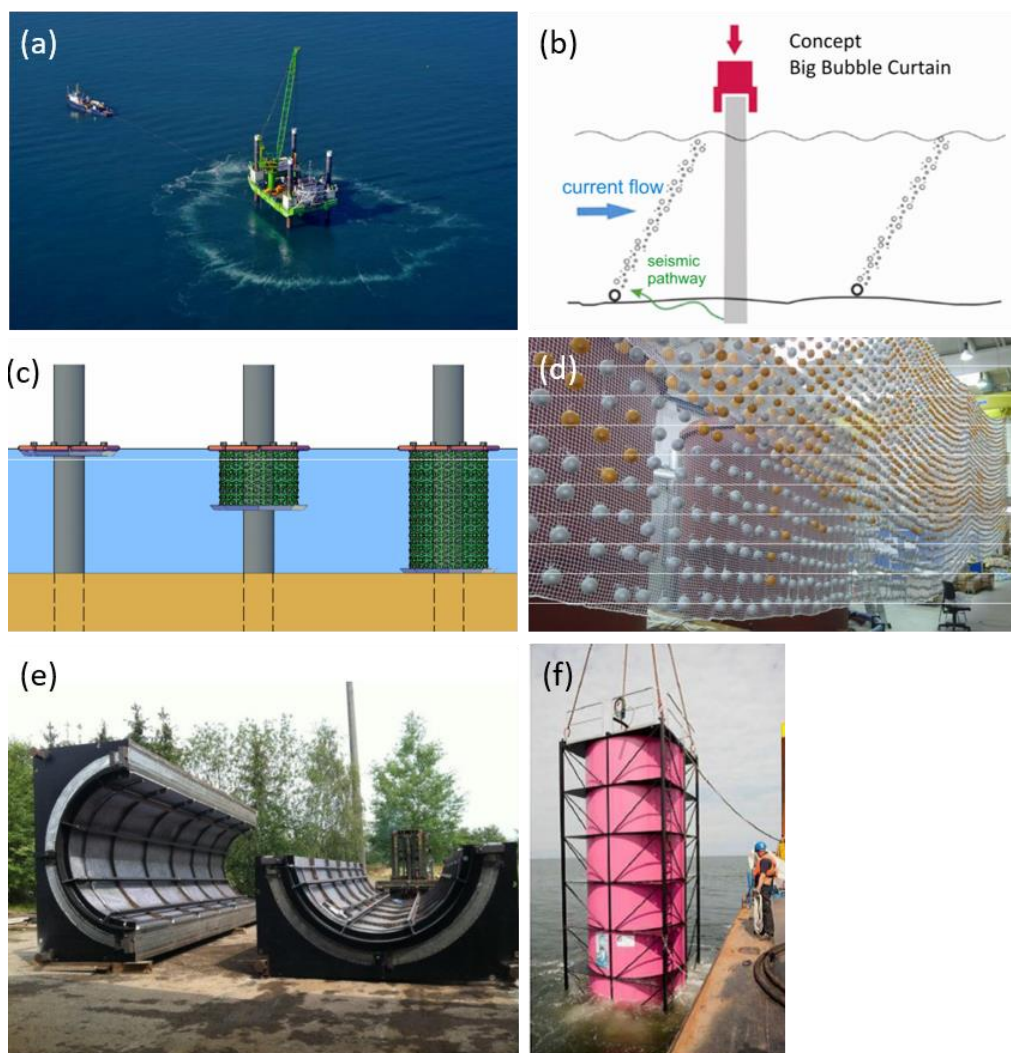 (a)
(b)
Concept
Big Bubble Curtain
current flow
seismic
pathway
(c)
(d)
(e)
(f)